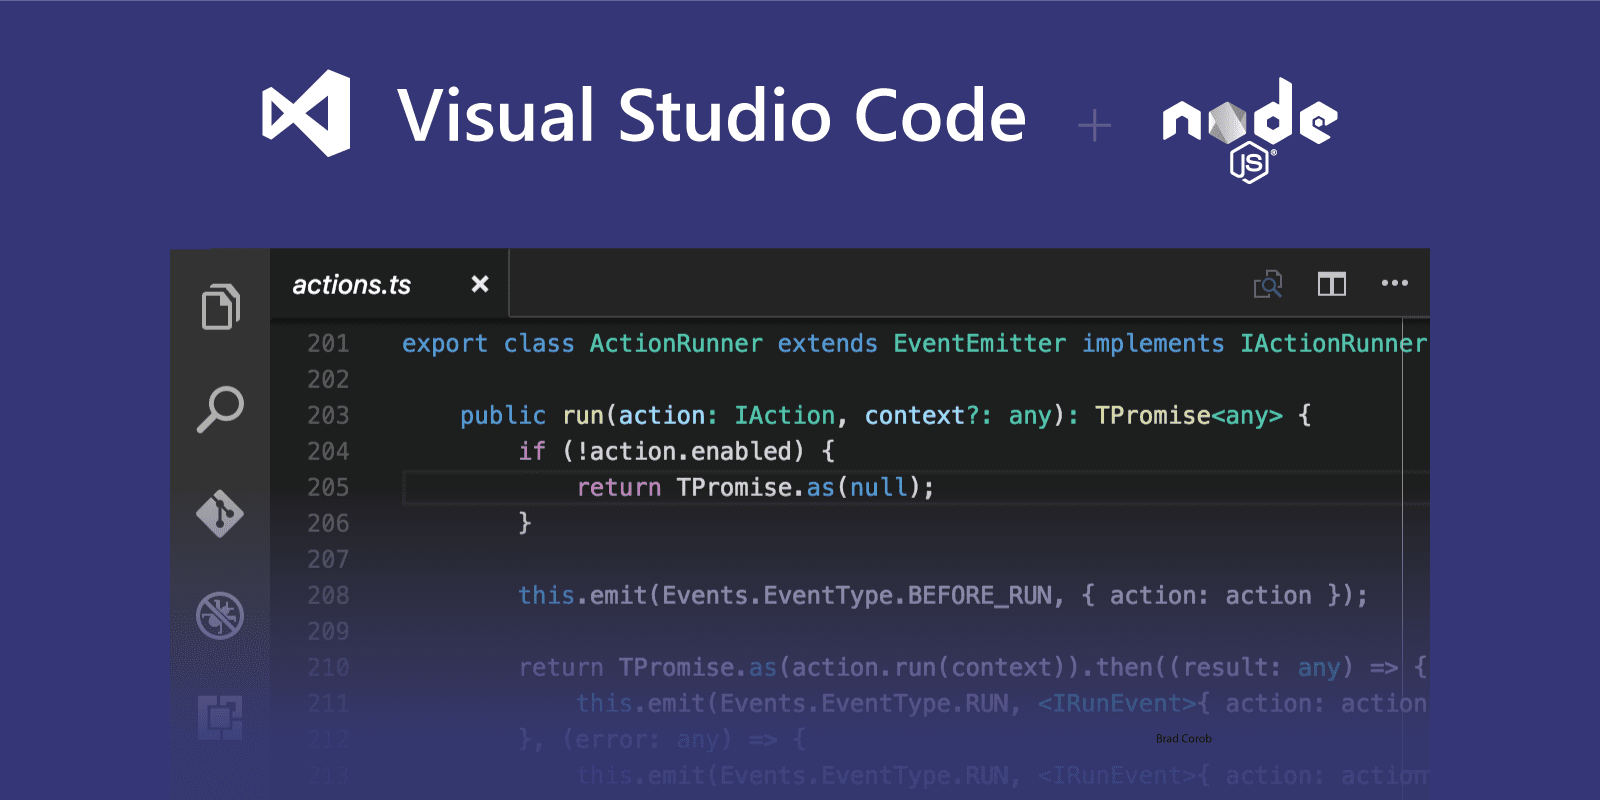 Visual Studio Code + node
JS®
actions.ts
201 export class ActionRunner extends EventEmitter implements IActionRunner
202
203 public run(action: IAction, context?: any): TPromise<any> {
204 if (!action.enabled) {
205 return TPromise.as(null);
206 }
207
208 this.emit(Events.EventType.BEFORE_RUN, { action: action });
209
210 return TPromise.as(action.run(context)).then((result: any) => {
211 this.emit(Events.EventType.RUN, <IRunEvent>{ action: action
212 }, (error: any) => {
Brad Corob
213 this.emit(Events.EventType.RUN, <IRunEvent>{ action: action